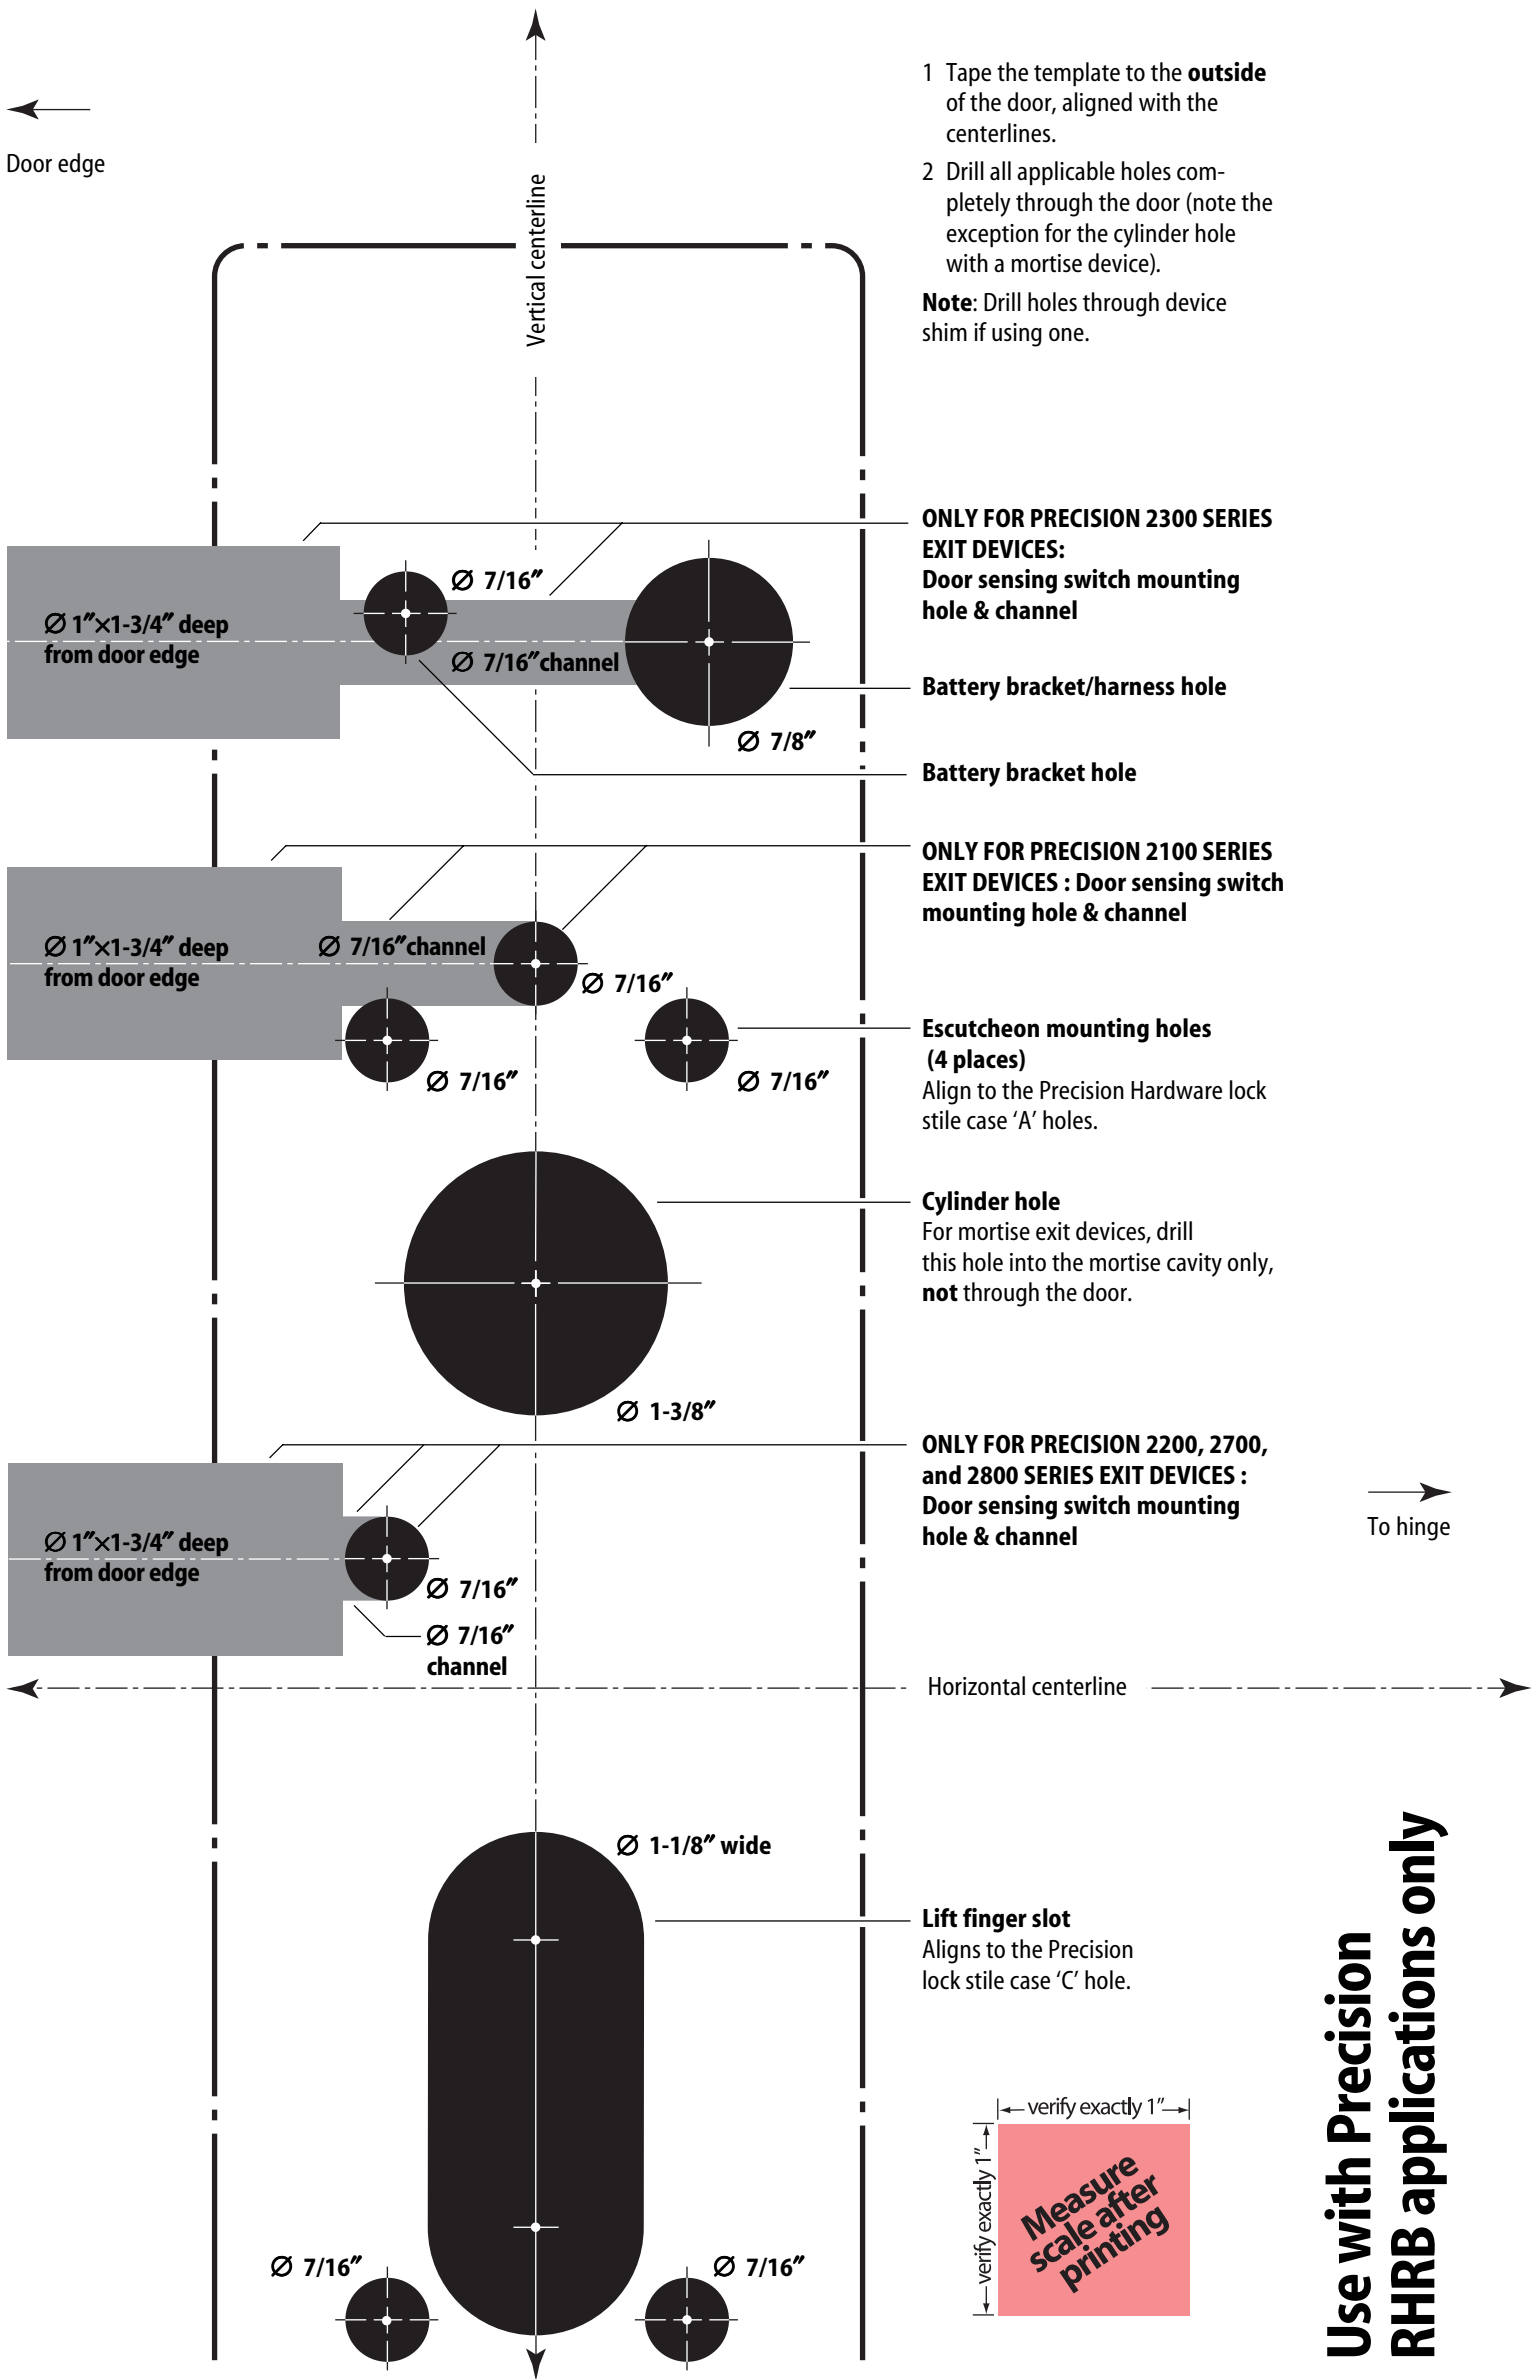 Door edge
Vertical centerline
1 Tape the template to the outside
of the door, aligned with the
centerlines.
2 Drill all applicable holes com-
pletely through the door (note the
exception for the cylinder hole
with a mortise device).
Note: Drill holes through device
shim if using one.
ONLY FOR PRECISION 2300 SERIES
EXIT DEVICES:
Door sensing switch mounting
hole & channel
Ø 7/16″
Ø 1″×1-3/4″ deep
from door edge
Ø 7/16″ channel
Battery bracket/harness hole
Ø 7/8″
Battery bracket hole
ONLY FOR PRECISION 2100 SERIES
EXIT DEVICES : Door sensing switch
mounting hole & channel
Ø 1″×1-3/4″ deep
from door edge
Ø 7/16″ channel
Ø 7/16″
Escutcheon mounting holes
(4 places)
Align to the Precision Hardware lock
stile case ‘A’ holes.
Ø 7/16″
Ø 7/16″
Cylinder hole
For mortise exit devices, drill
this hole into the mortise cavity only,
not through the door.
Ø 1-3/8″
ONLY FOR PRECISION 2200, 2700,
and 2800 SERIES EXIT DEVICES :
Door sensing switch mounting
hole & channel
To hinge
Ø 1″×1-3/4″ deep
from door edge
Ø 7/16″
Ø 7/16″
channel
Horizontal centerline
Ø 1-1/8″ wide
Lift finger slot
Aligns to the Precision
lock stile case ‘C’ hole.
verify exactly 1″
verify exactly 1″
Measure
scale after
printing
Ø 7/16″
Ø 7/16″
Use with Precision
RHRB applications only